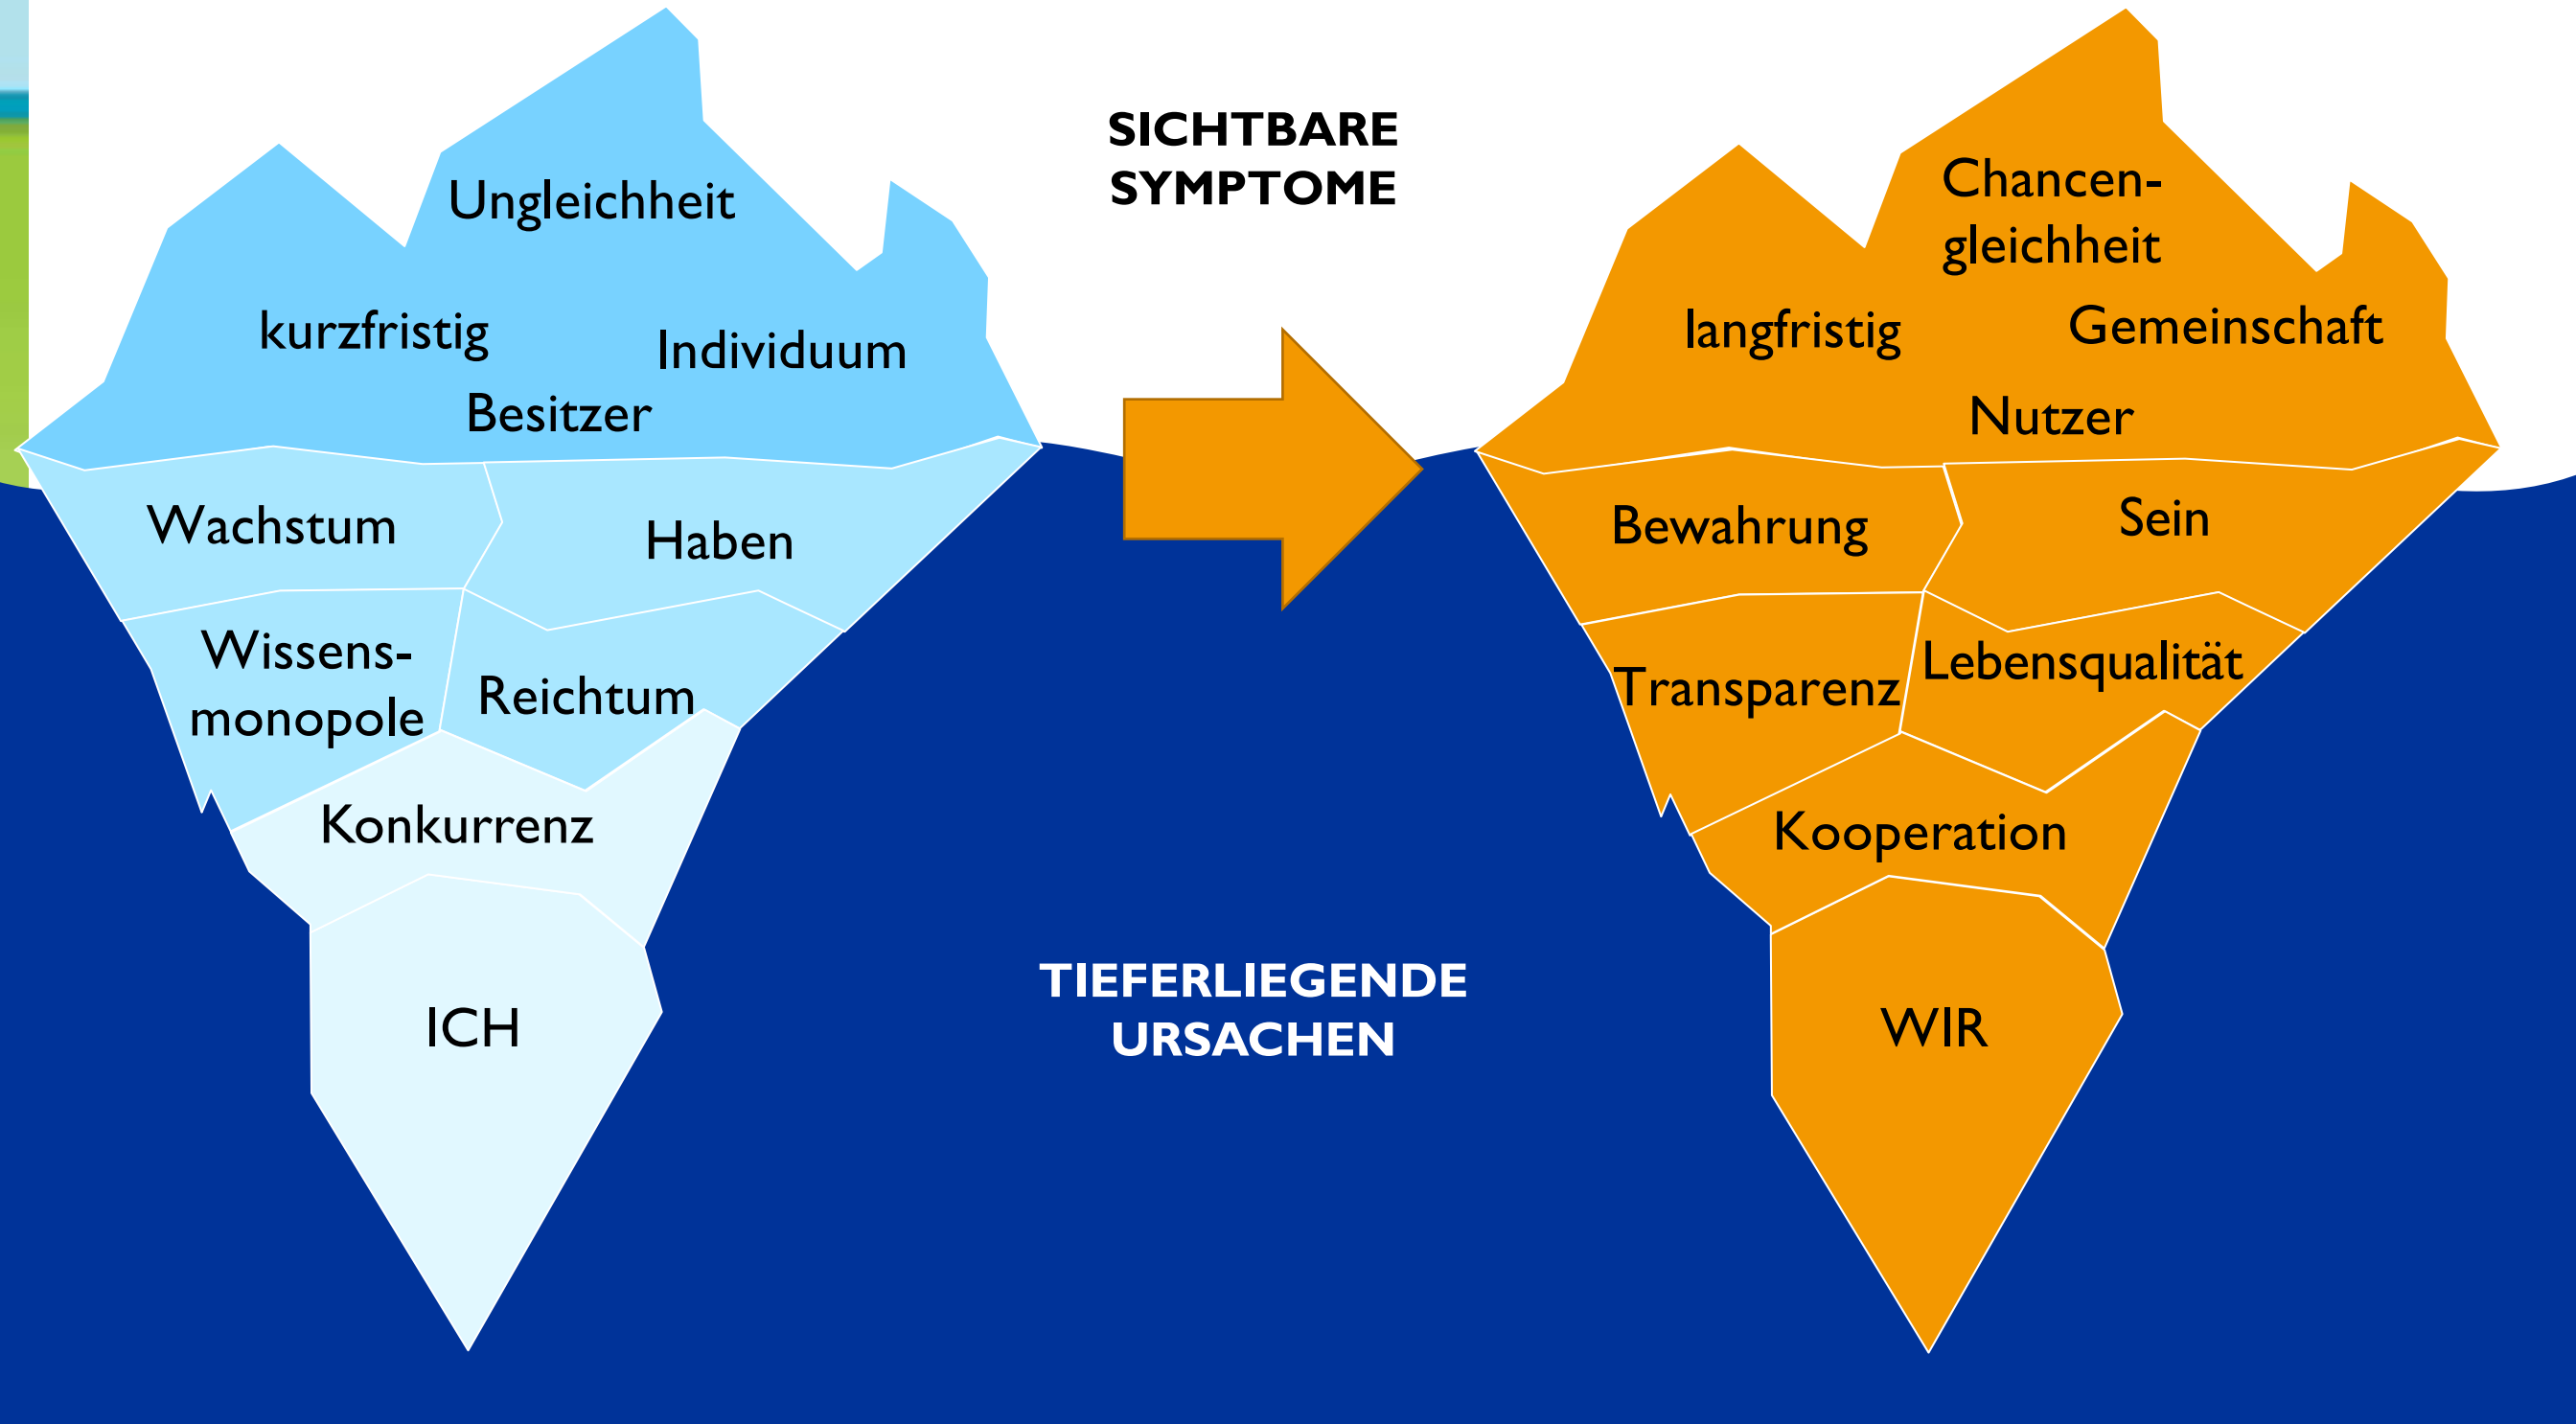 Ungleichheit
kurzfristig
Individuum
Besitzer
Wachstum
Haben
Wissens-
monopole
Reichtum
Konkurrenz
ICH
SICHTBARE
SYMPTOME
TIEFERLIEGENDE
URSACHEN
Chancen-
gleichheit
langfristig
Gemeinschaft
Nutzer
Bewahrung
Sein
Transparenz
Lebensqualität
Kooperation
WIR